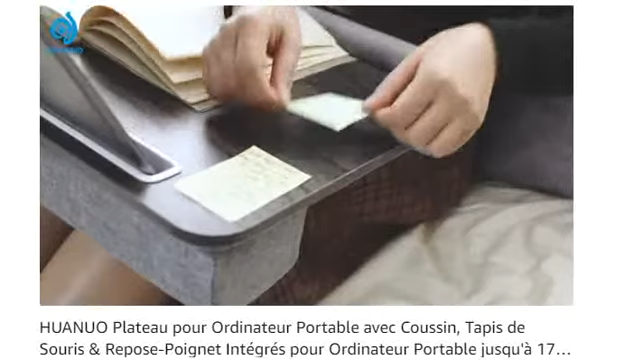 HUANUO Plateau pour Ordinateur Portable avec Coussin, Tapis de
Souris & Repose-Poignet Intégrés pour Ordinateur Portable jusqu'à 17…